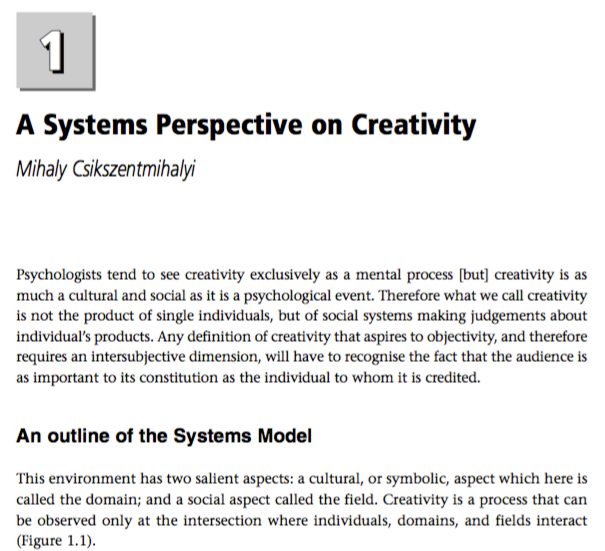 1
A Systems Perspective on Creativity
Mihaly Csikszentmihalyi
Psychologists tend to see creativity exclusively as a mental process [but] creativity is as
much a cultural and social as it is a psychological event. Therefore what we call creativity
is not the product of single individuals, but of social systems making judgements about
individual's products. Any definition of creativity that aspires to objectivity, and therefore
requires an intersubjective dimension, will have to recognise the fact that the audience is
as important to its constitution as the individual to whom it is credited.
An outline of the Systems Model
This environment has two salient aspects: a cultural, or symbolic, aspect which here is
called the domain; and a social aspect called the field. Creativity is a process that can
be observed only at the intersection where individuals, domains, and fields interact
(Figure 1.1).